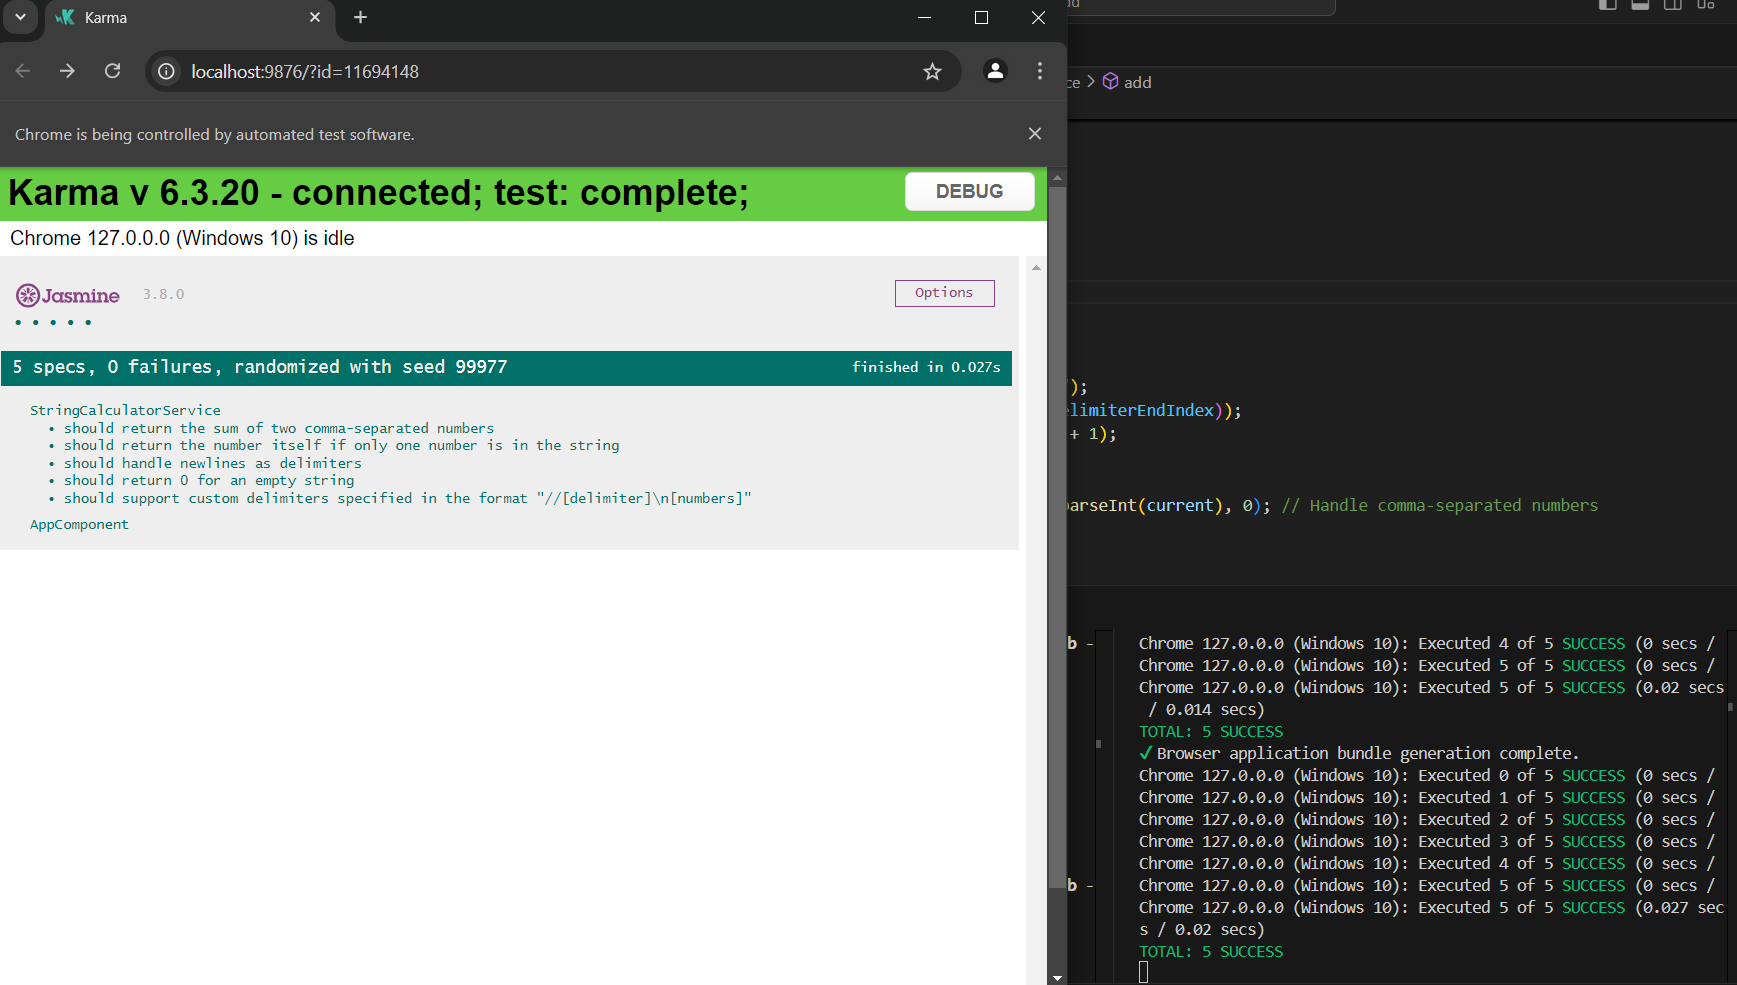 Karma
localhost:9876/?id=11694148
Chrome is being controlled by automated test software.
Karma v 6.3.20 - connected; test: complete;
DEBUG
Chrome 127.0.0.0 (Windows 10) is idle
Jasmine 3.8.0
Options
• • • • •
5 specs, 0 failures, randomized with seed 99977
finished in 0.027s
StringCalculatorService
• should return the sum of two comma-separated numbers
• should return the number itself if only one number is in the string
• should handle newlines as delimiters
• should return 0 for an empty string
• should support custom delimiters specified in the format "//[delimiter]\n[numbers]"
AppComponent
ce > add
);
elimiterEndIndex));
+ 1);
parseInt(current), 0); // Handle comma-separated numbers
b -
Chrome 127.0.0.0 (Windows 10): Executed 4 of 5 SUCCESS (0 secs /
Chrome 127.0.0.0 (Windows 10): Executed 5 of 5 SUCCESS (0 secs /
Chrome 127.0.0.0 (Windows 10): Executed 5 of 5 SUCCESS (0.02 secs
/ 0.014 secs)
TOTAL: 5 SUCCESS
✔ Browser application bundle generation complete.
Chrome 127.0.0.0 (Windows 10): Executed 0 of 5 SUCCESS (0 secs /
Chrome 127.0.0.0 (Windows 10): Executed 1 of 5 SUCCESS (0 secs /
Chrome 127.0.0.0 (Windows 10): Executed 2 of 5 SUCCESS (0 secs /
Chrome 127.0.0.0 (Windows 10): Executed 3 of 5 SUCCESS (0 secs /
Chrome 127.0.0.0 (Windows 10): Executed 4 of 5 SUCCESS (0 secs /
b -
Chrome 127.0.0.0 (Windows 10): Executed 5 of 5 SUCCESS (0 secs /
Chrome 127.0.0.0 (Windows 10): Executed 5 of 5 SUCCESS (0.027 sec
s / 0.02 secs)
TOTAL: 5 SUCCESS